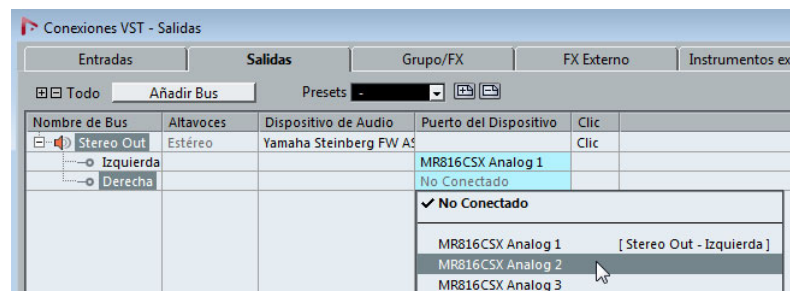 Conexiones VST - Salidas
Entradas Salidas Grupo/FX FX Externo Instrumentos ex
Todo Añadir Bus Presets -
Nombre de Bus Altavoces Dispositivo de Audio Puerto del Dispositivo Clic
Stereo Out Estéreo Yamaha Steinberg FW AS Clic
Izquierda MR816CSX Analog 1
Derecha No Conectado
✓ No Conectado
MR816CSX Analog 1 [ Stereo Out - Izquierda ]
MR816CSX Analog 2
MR816CSX Analog 3